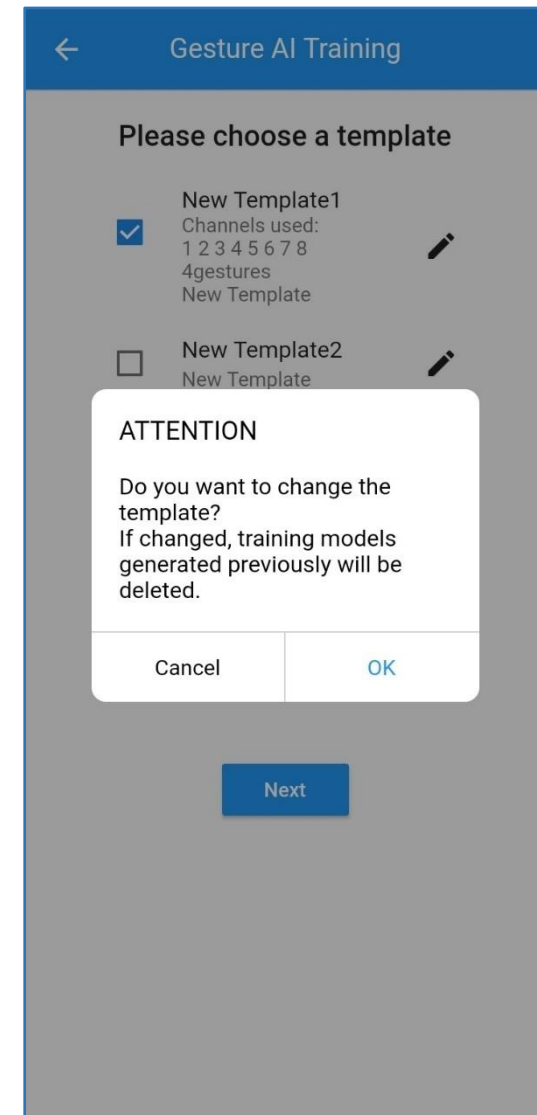 Gesture AI Training
Please choose a template
New Template1
Channels used:
1 2 3 4 5 6 7 8
4gestures
New Template
New Template2
New Template
ATTENTION
Do you want to change the
template?
If changed, training models
generated previously will be
deleted.
Cancel
OK
Next